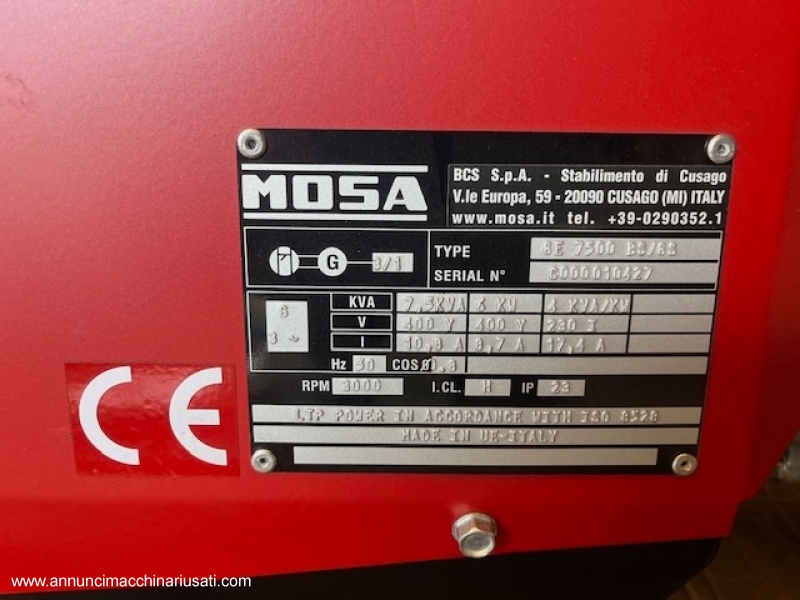 MOSA
BCS S.p.A. - Stabilimento di Cusago
V.le Europa, 59 - 20090 CUSAGO (MI) ITALY
www.mosa.it tel. +39-0290352.1
G 3/1
TYPE GE 7500 BS/GS
SERIAL N° C000010427
G
3 ~
KVA 7,5KVA 6 KW 4 KVA/KW
V 400 Y 400 Y 230 T
I 10,8 A 8,7 A 17,4 A
Hz 50 COSØ 0.8
RPM 3000 I.CL. H IP 23
LTP POWER IN ACCORDANCE WITH ISO 8528
MADE IN UE-ITALY
CE
www.annuncimacchinariusati.com